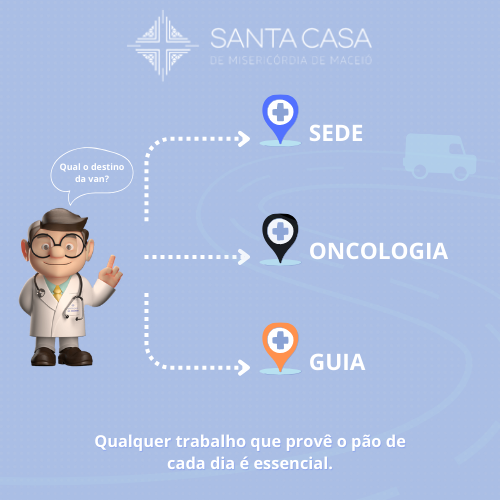 SANTA CASA
DE MISERICÓRDIA DE MACEIÓ
SEDE
Qual o destino
da van?
ONCOLOGIA
GUIA
Qualquer trabalho que provê o pão de
cada dia é essencial.